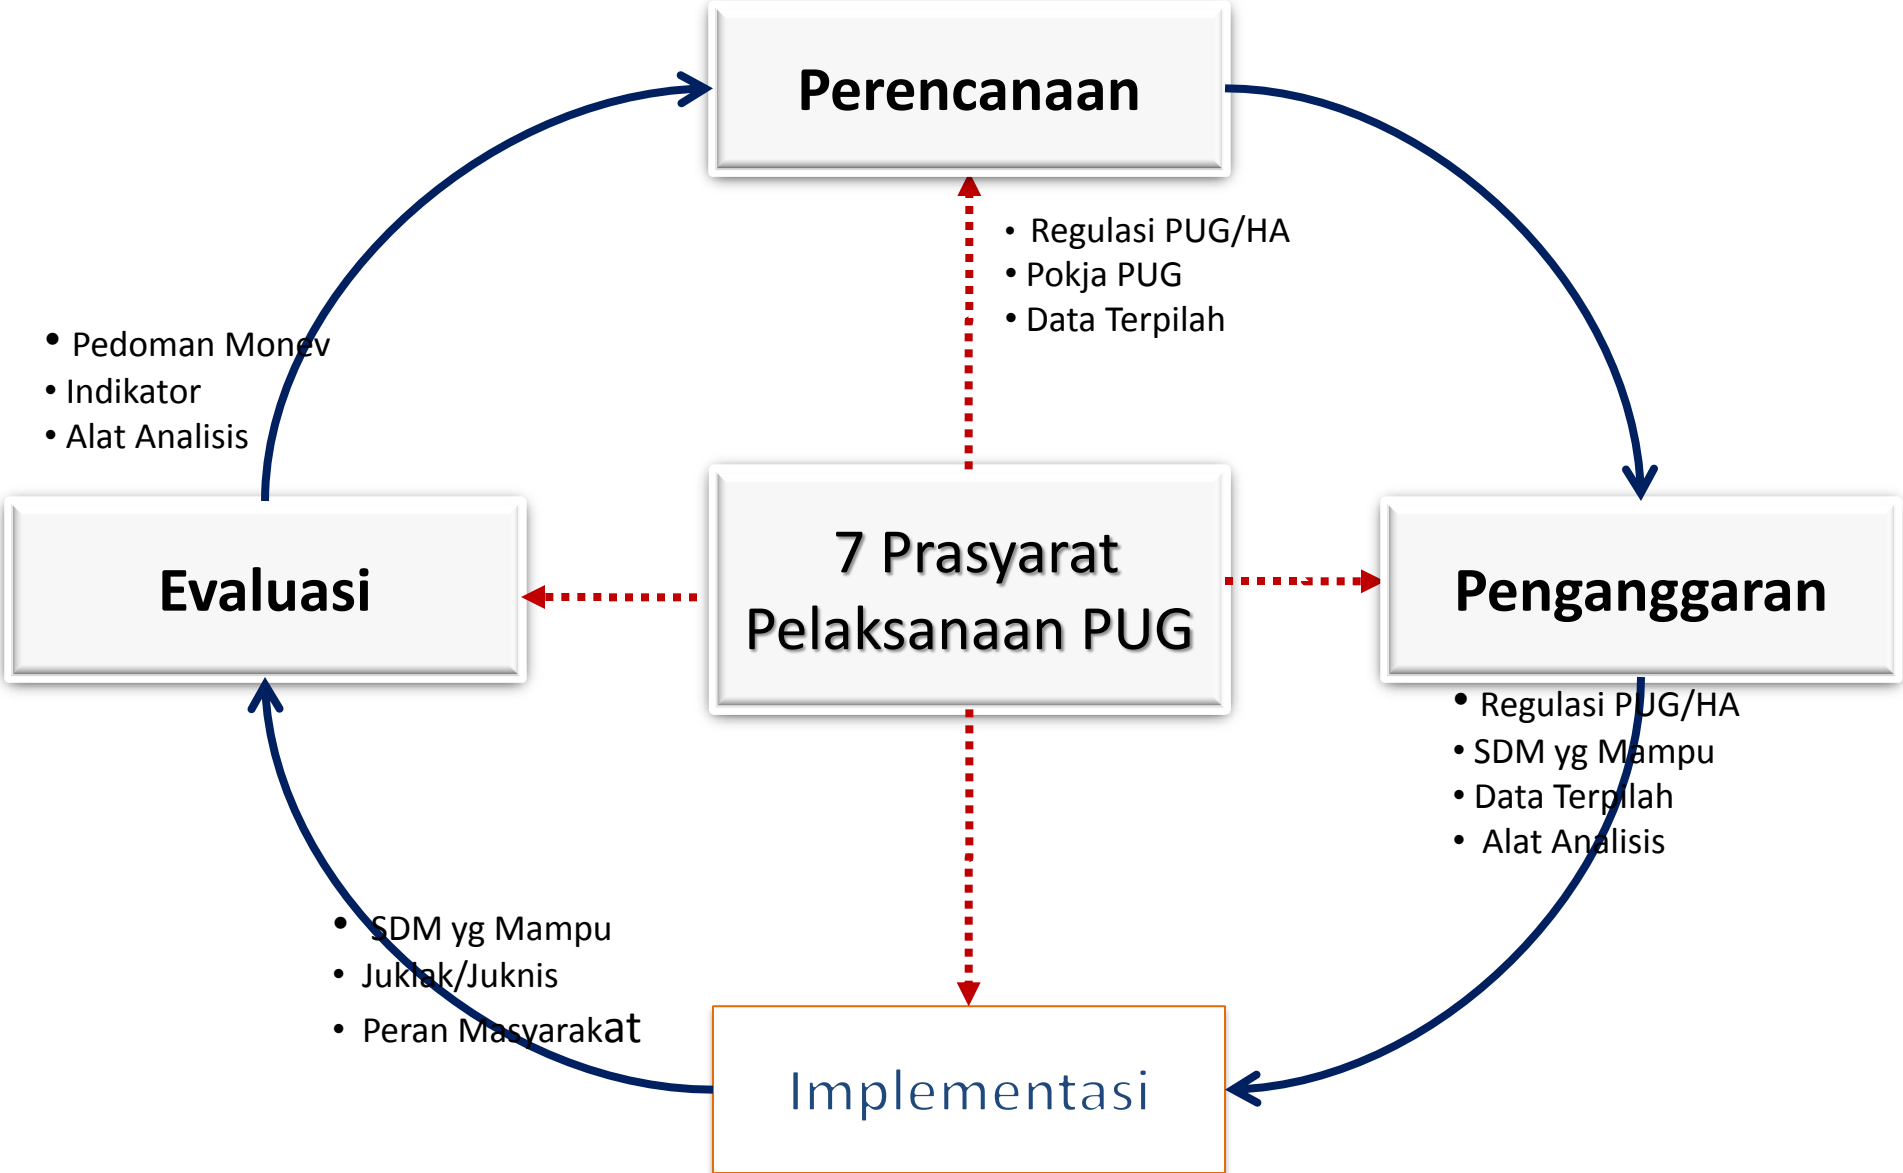 Perencanaan
• Regulasi PUG/HA
• Pokja PUG
• Data Terpilah
• Pedoman Monev
• Indikator
• Alat Analisis
7 Prasyarat
Pelaksanaan PUG
Evaluasi
Penganggaran
• Regulasi PUG/HA
• SDM yg Mampu
• Data Terpilah
• Alat Analisis
• SDM yg Mampu
• Juklak/Juknis
• Peran Masyarakat
Implementasi